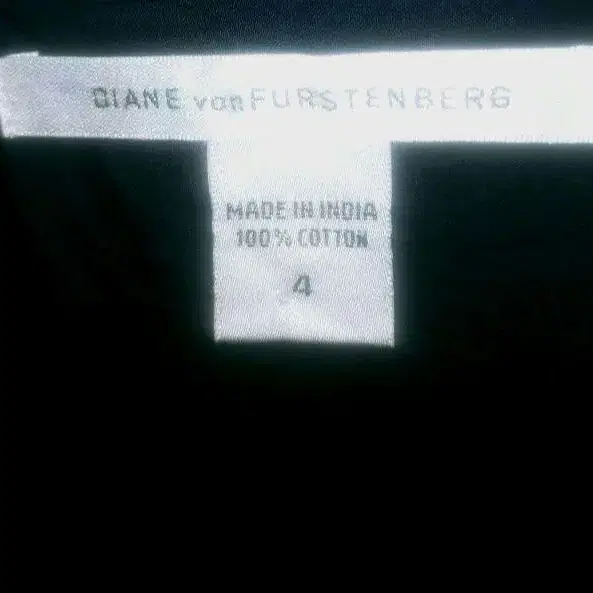 DIANE von FURSTENBERG
MADE IN INDIA
100% COTTON
4